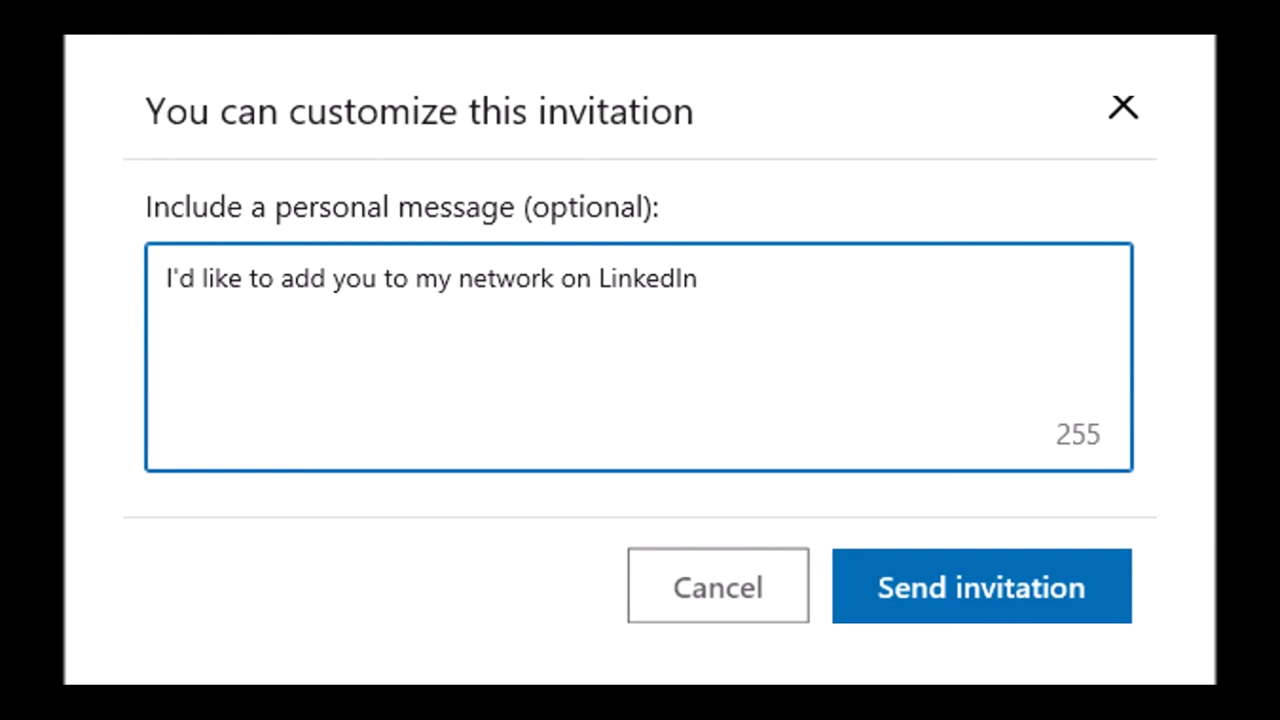 You can customize this invitation
Include a personal message (optional):
I'd like to add you to my network on LinkedIn
255
Cancel
Send invitation